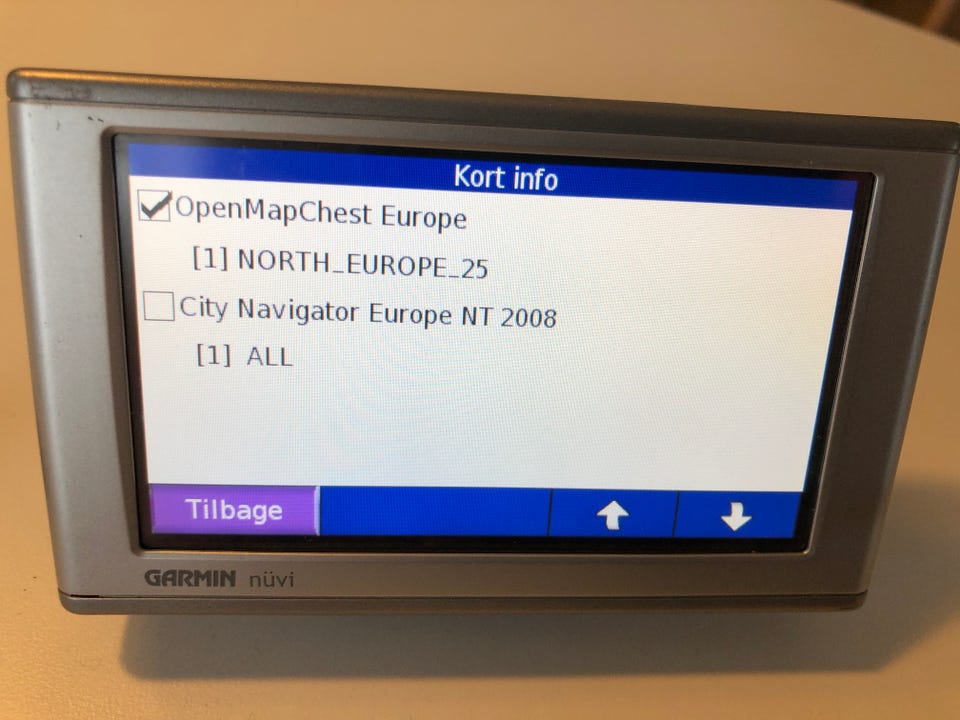 Kort info
OpenMapChest Europe
[1] NORTH_EUROPE_25
City Navigator Europe NT 2008
[1] ALL
Tilbage
GARMIN nüvi